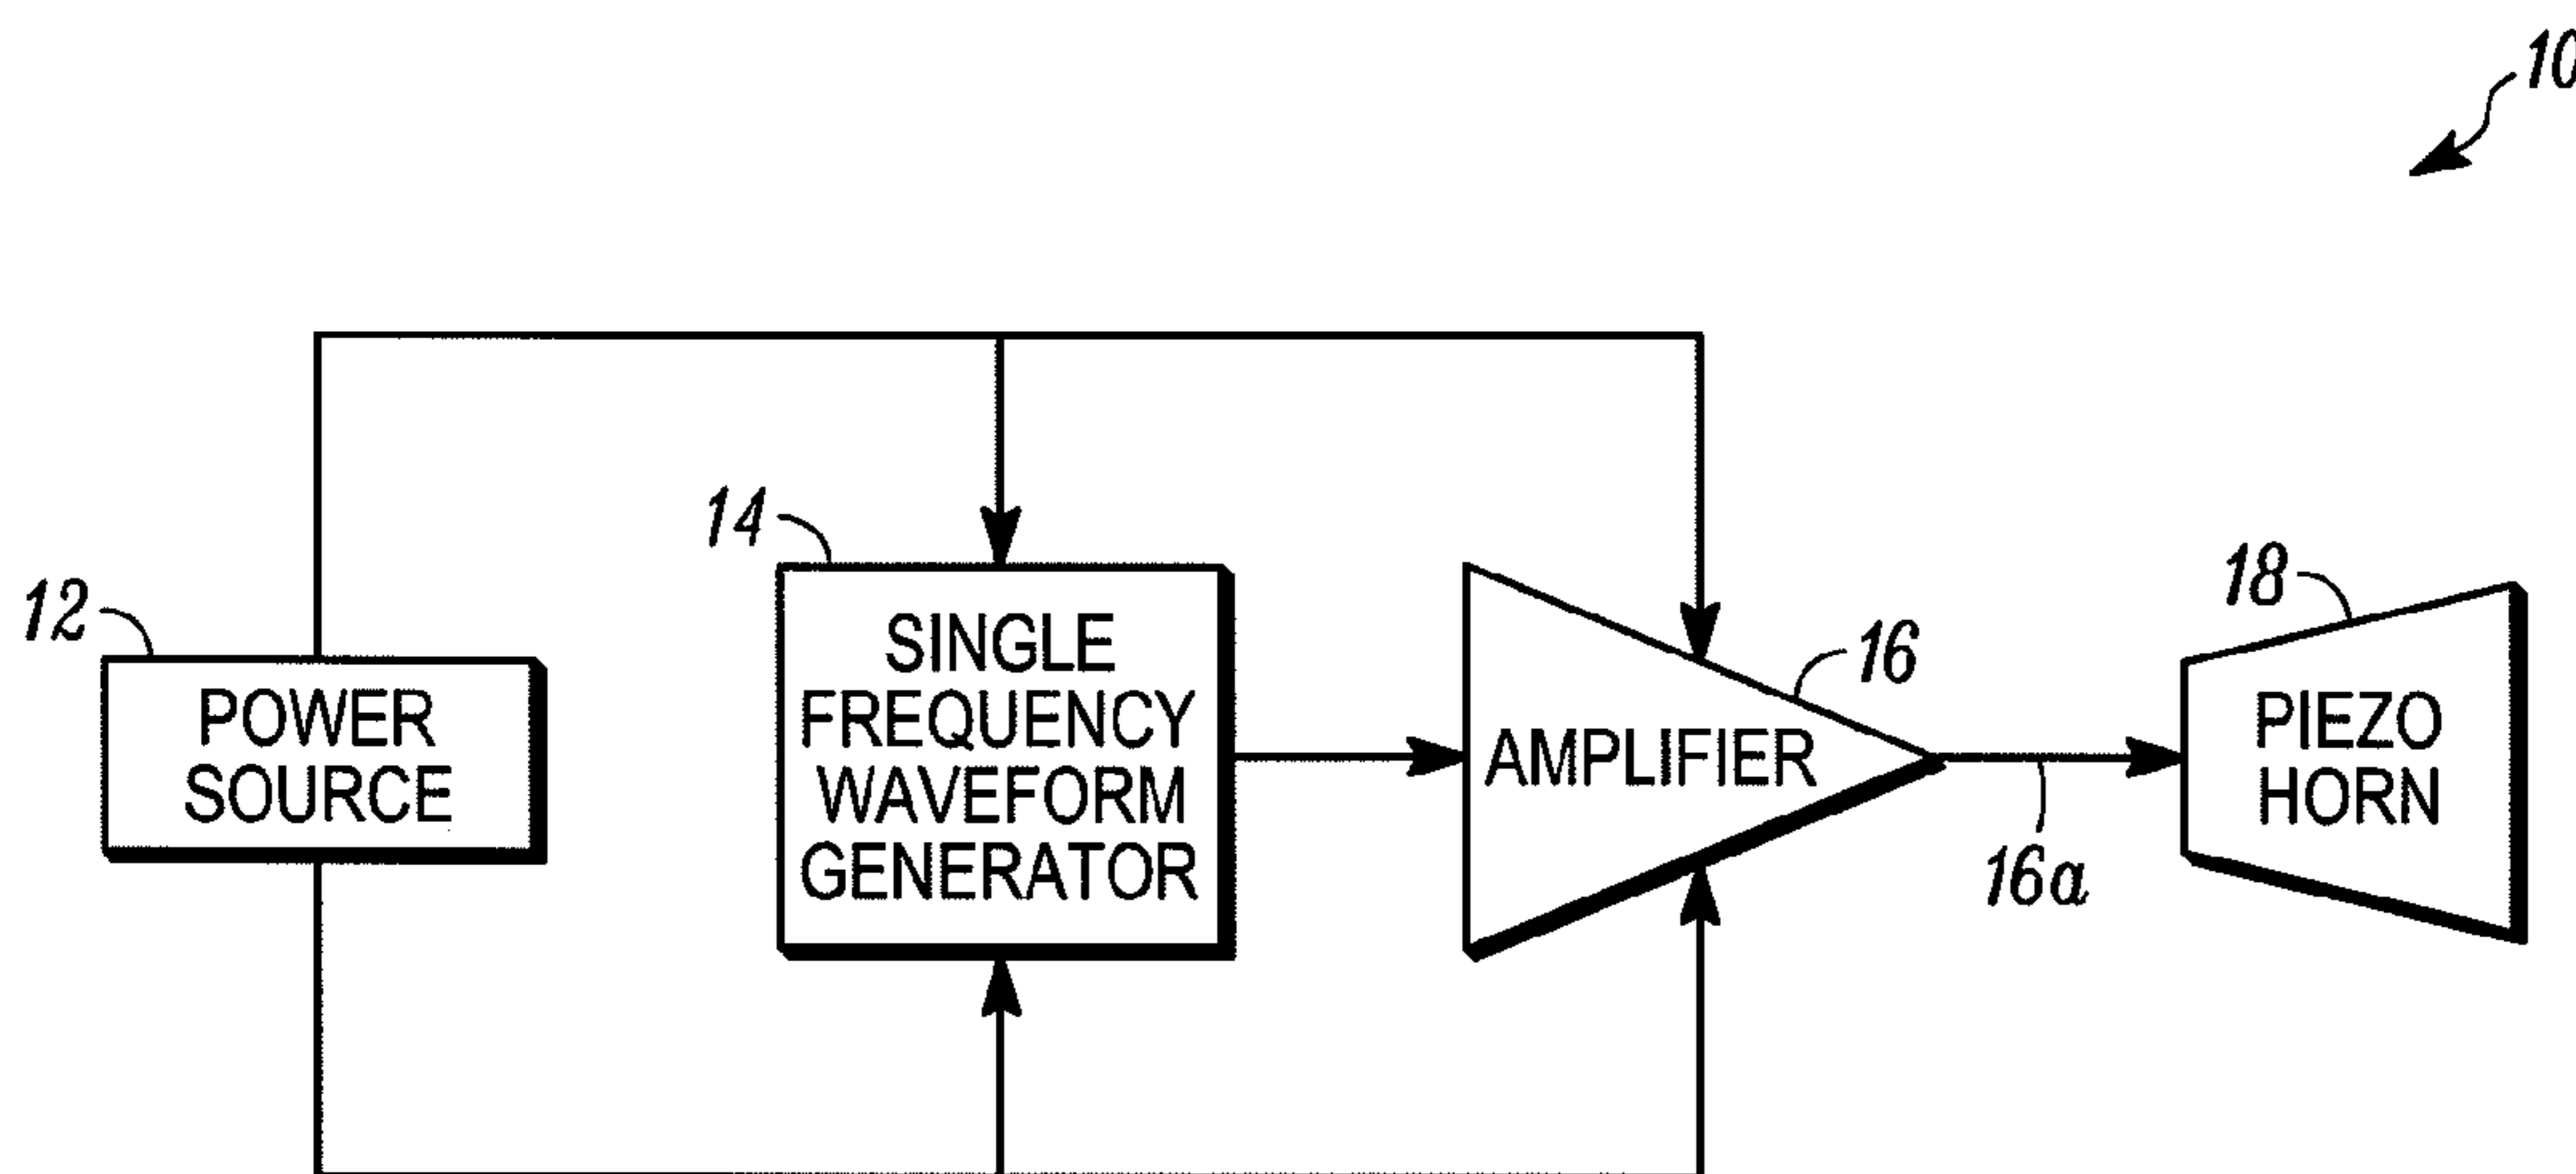 10
14
12
18
16
SINGLE
FREQUENCY
WAVEFORM
GENERATOR
POWER
SOURCE
AMPLIFIER
PIEZO
HORN
16a